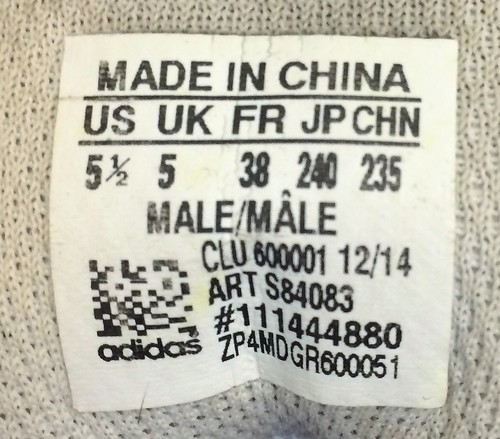 MADE IN CHINA
US UK FR JP CHN
5½ 5 38 240 235
MALE/MÂLE
CLU 600001 12/14
ART S84083
#111444880
adidas ZP4MDGR600051